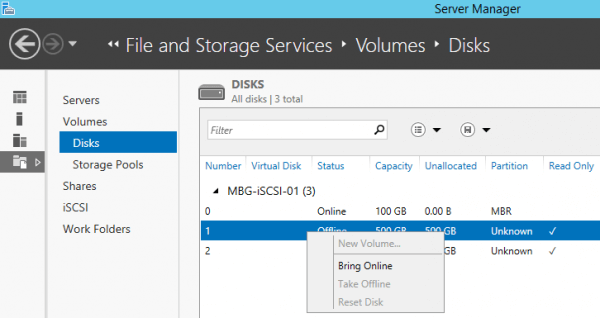 Server Manager
File and Storage Services Volumes Disks
Servers
Volumes
Disks
Storage Pools
Shares
iSCSI
Work Folders
DISKS
All disks | 3 total
Filter
Number Virtual Disk Status Capacity Unallocated Partition Read Only
MBG-iSCSI-01 (3)
0 Online 100 GB 0.00 B MBR
1 Offline 500 GB 500 GB Unknown ✓
2 GB Unknown ✓
New Volume...
Bring Online
Take Offline
Reset Disk